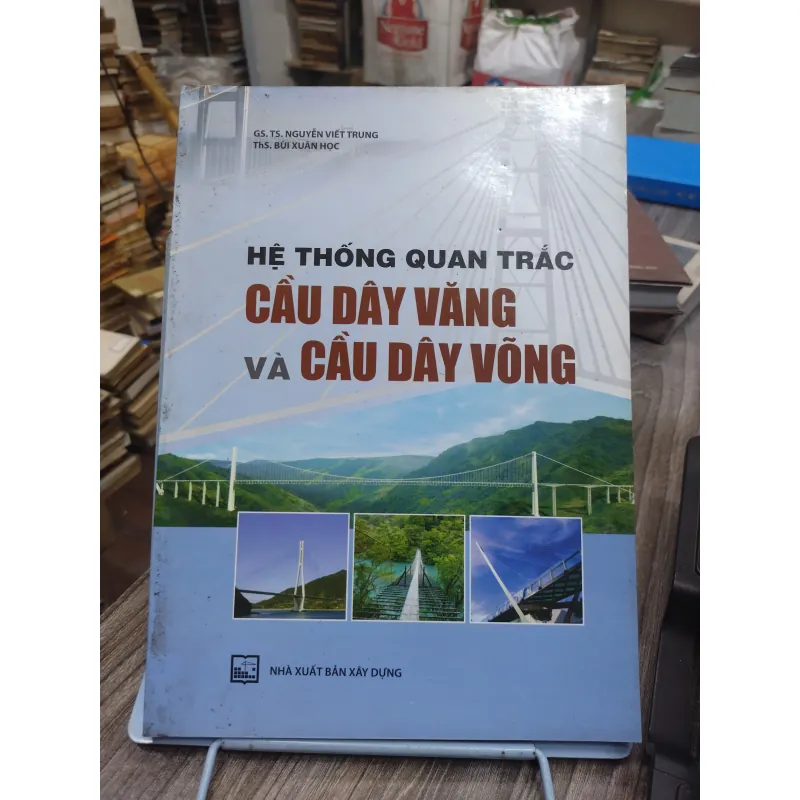 GS. TS. NGUYỄN VIẾT TRUNG
ThS. BÙI XUÂN HỌC
HỆ THỐNG QUAN TRẮC
CẦU DÂY VĂNG
VÀ CẦU DÂY VÕNG
NHÀ XUẤT BẢN XÂY DỰNG